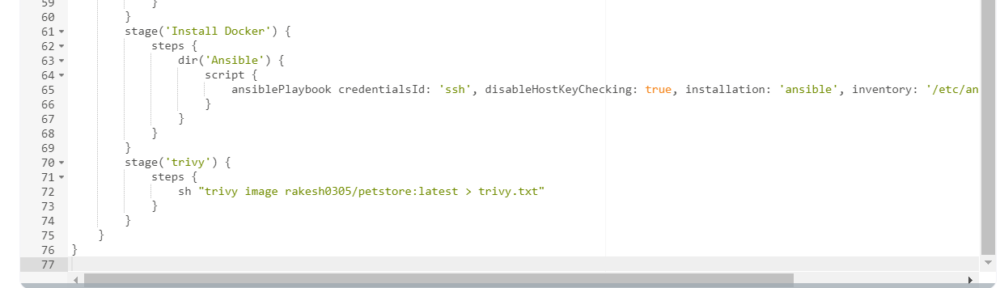 59 }
60 }
61 stage('Install Docker') {
62 steps {
63 dir('Ansible') {
64 script {
65 ansiblePlaybook credentialsId: 'ssh', disableHostKeyChecking: true, installation: 'ansible', inventory: '/etc/an
66 }
67 }
68 }
69 }
70 stage('trivy') {
71 steps {
72 sh "trivy image rakesh0305/petstore:latest > trivy.txt"
73 }
74 }
75 }
76 }
77